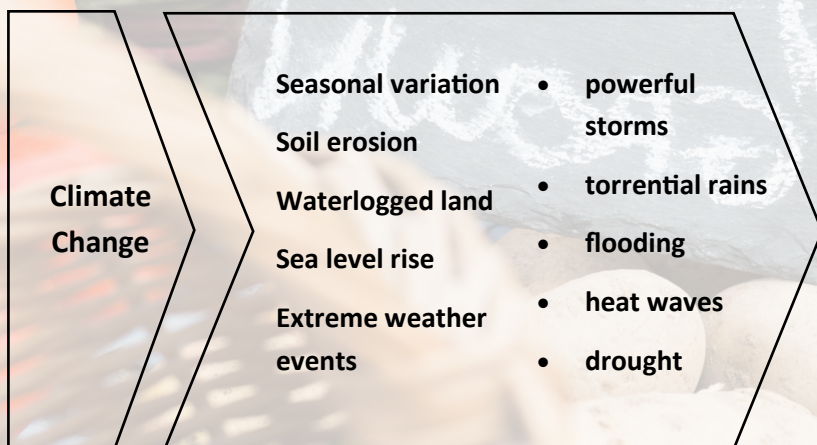 Climate
Change
Seasonal variation
Soil erosion
Waterlogged land
Sea level rise
Extreme weather
events
• powerful
storms
• torrential rains
• flooding
• heat waves
• drought